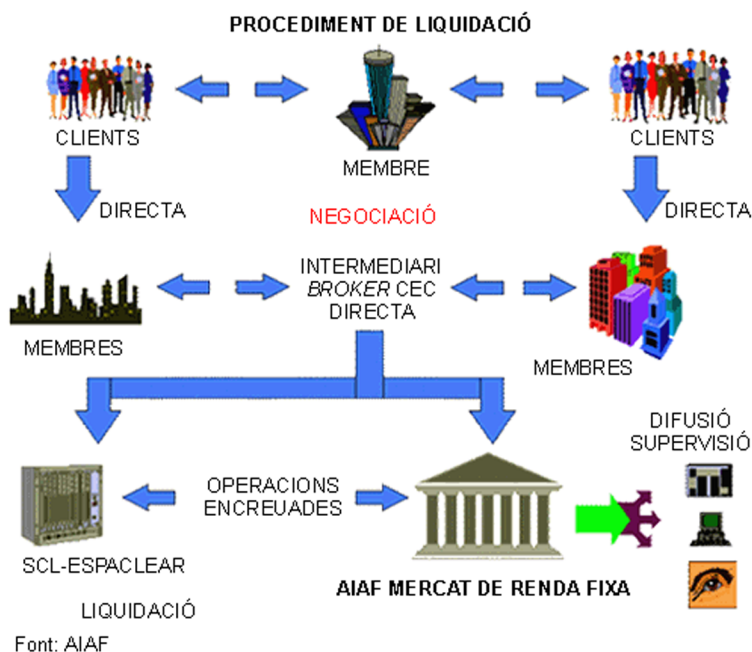 PROCEDIMENT DE LIQUIDACIÓ
CLIENTS
MEMBRE
CLIENTS
DIRECTA
DIRECTA
NEGOCIACIÓ
INTERMEDIARI
BROKER CEC
DIRECTA
MEMBRES
MEMBRES
DIFUSIÓ
SUPERVISIÓ
OPERACIONS
ENCREUADES
SCL-ESPACLEAR
AIAF MERCAT DE RENDA FIXA
LIQUIDACIÓ
Font: AIAF